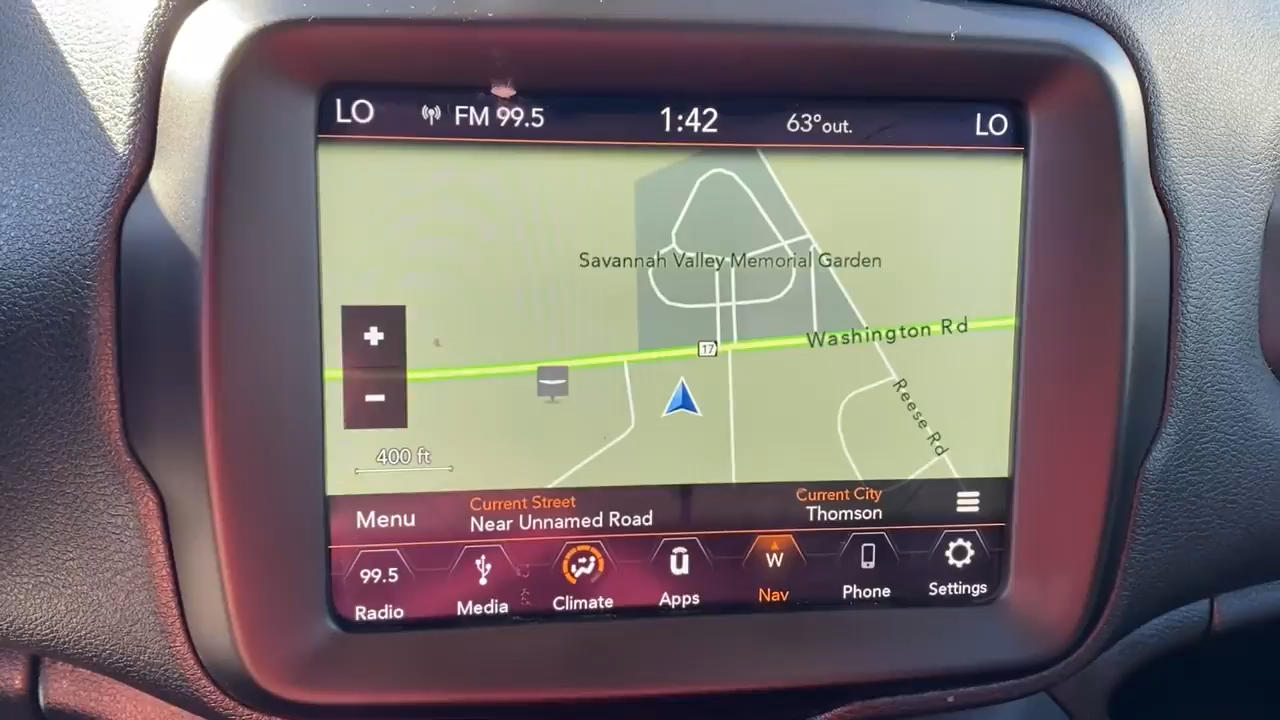 LO FM 99.5 1:42 63°out. LO
Savannah Valley Memorial Garden
Washington Rd
17
+
Reese Rd
-
400 ft
Menu
Current Street
Near Unnamed Road
Current City
Thomson
99.5
Radio
Media
Climate
ū
Apps
W
Nav
Phone
Settings